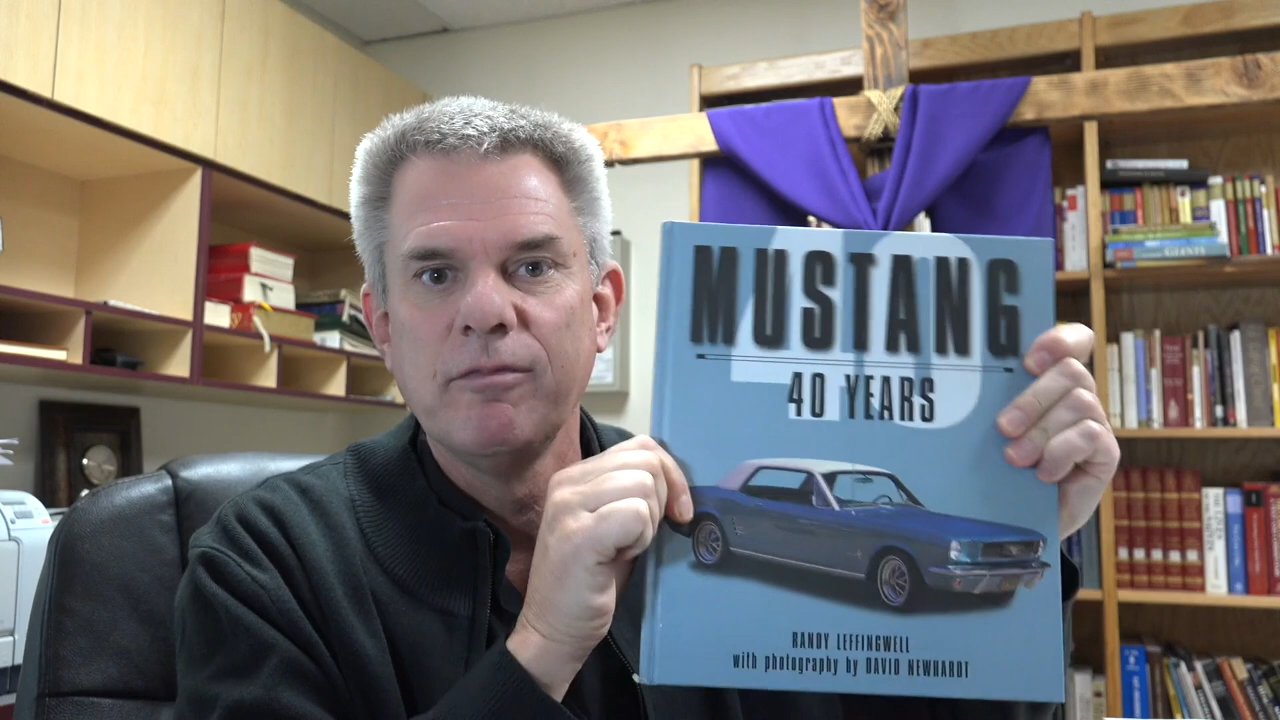 MUSTANG
40 YEARS
RANDY LEFFINGWELL
with photography by DAVID NEWHARDT